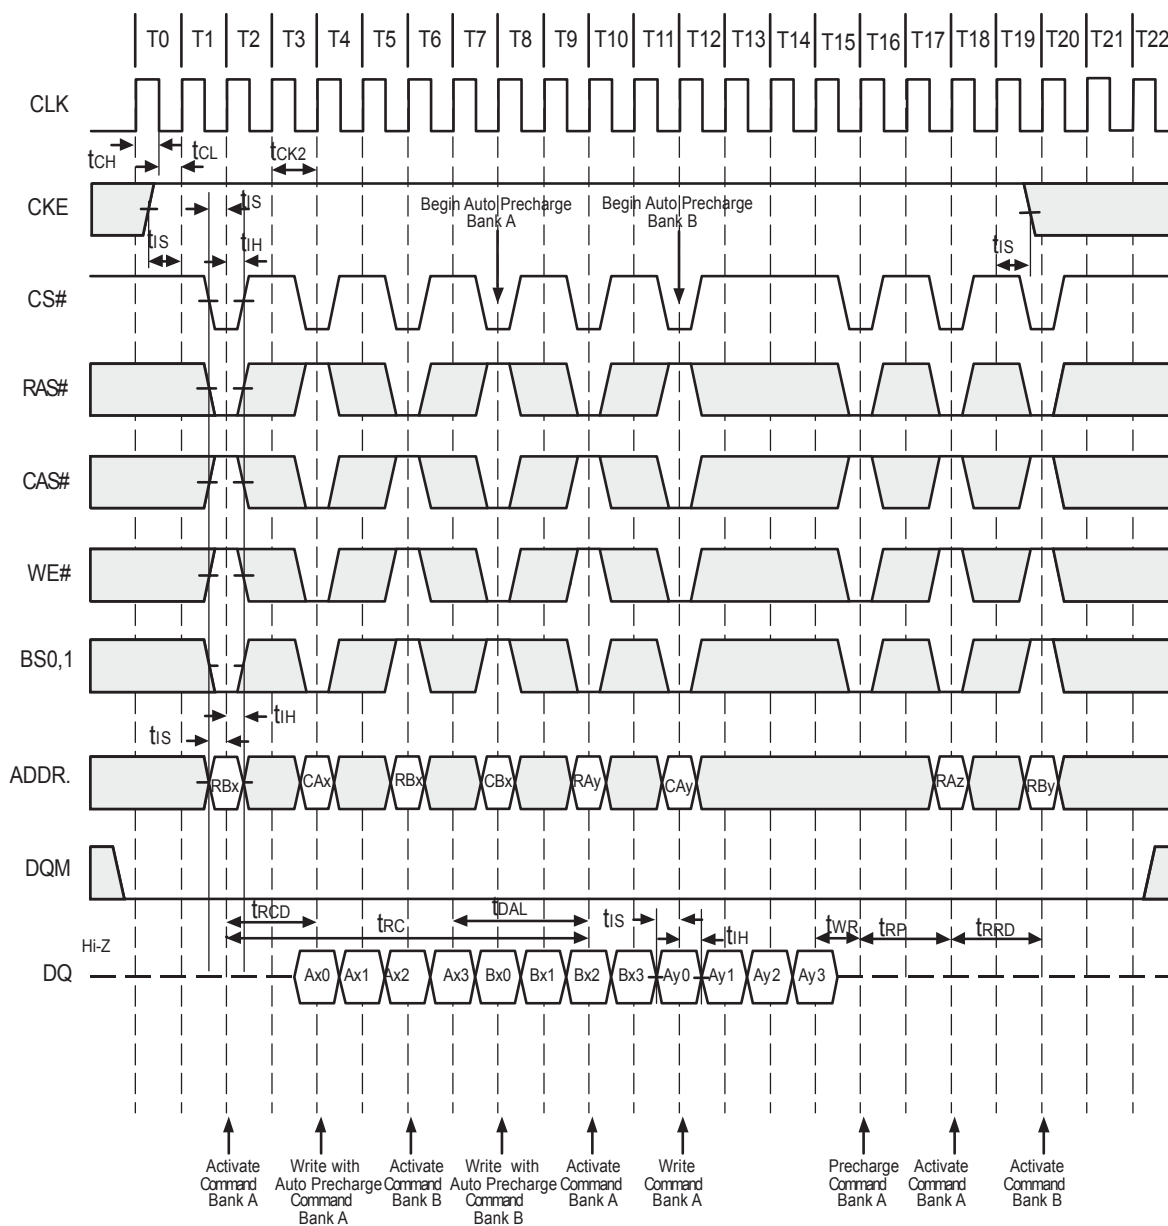 T0 T1 T2 T3 T4 T5 T6 T7 T8 T9 T10 T11 T12 T13 T14 T15 T16 T17 T18 T19 T20 T21 T22
CLK
tCH tCL tCK2
CKE
tIS
Begin Auto Precharge
Bank A
Begin Auto Precharge
Bank B
tIS tIH tIS
CS#
RAS#
CAS#
WE#
BS0,1
tIH
tIS
ADDR.
RBx CAx RBx CBx RAy CAy RAz RBy
DQM
tRCD tDAL tIS tWR tRP tRRD
tRC tIH
Hi-Z
DQ
Ax0 Ax1 Ax2 Ax3 Bx0 Bx1 Bx2 Bx3 Ay0 Ay1 Ay2 Ay3
Activate
Command
Bank A
Write with
Auto Precharge
Command
Bank A
Activate
Command
Bank B
Write with
Auto Precharge
Command
Bank B
Activate
Command
Bank A
Write
Command
Bank A
Precharge
Command
Bank A
Activate
Command
Bank A
Activate
Command
Bank B